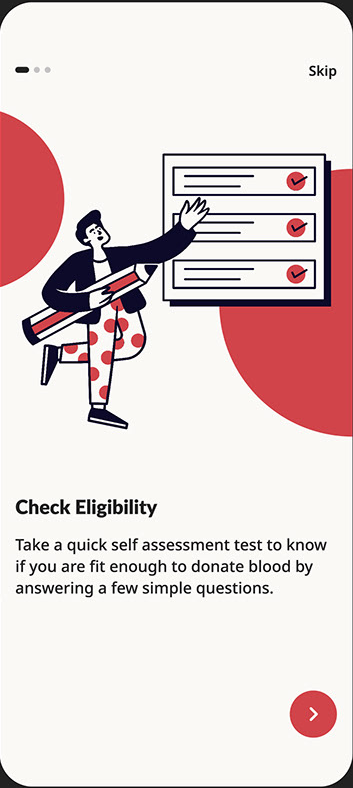 Skip
Check Eligibility
Take a quick self assessment test to know
if you are fit enough to donate blood by
answering a few simple questions.